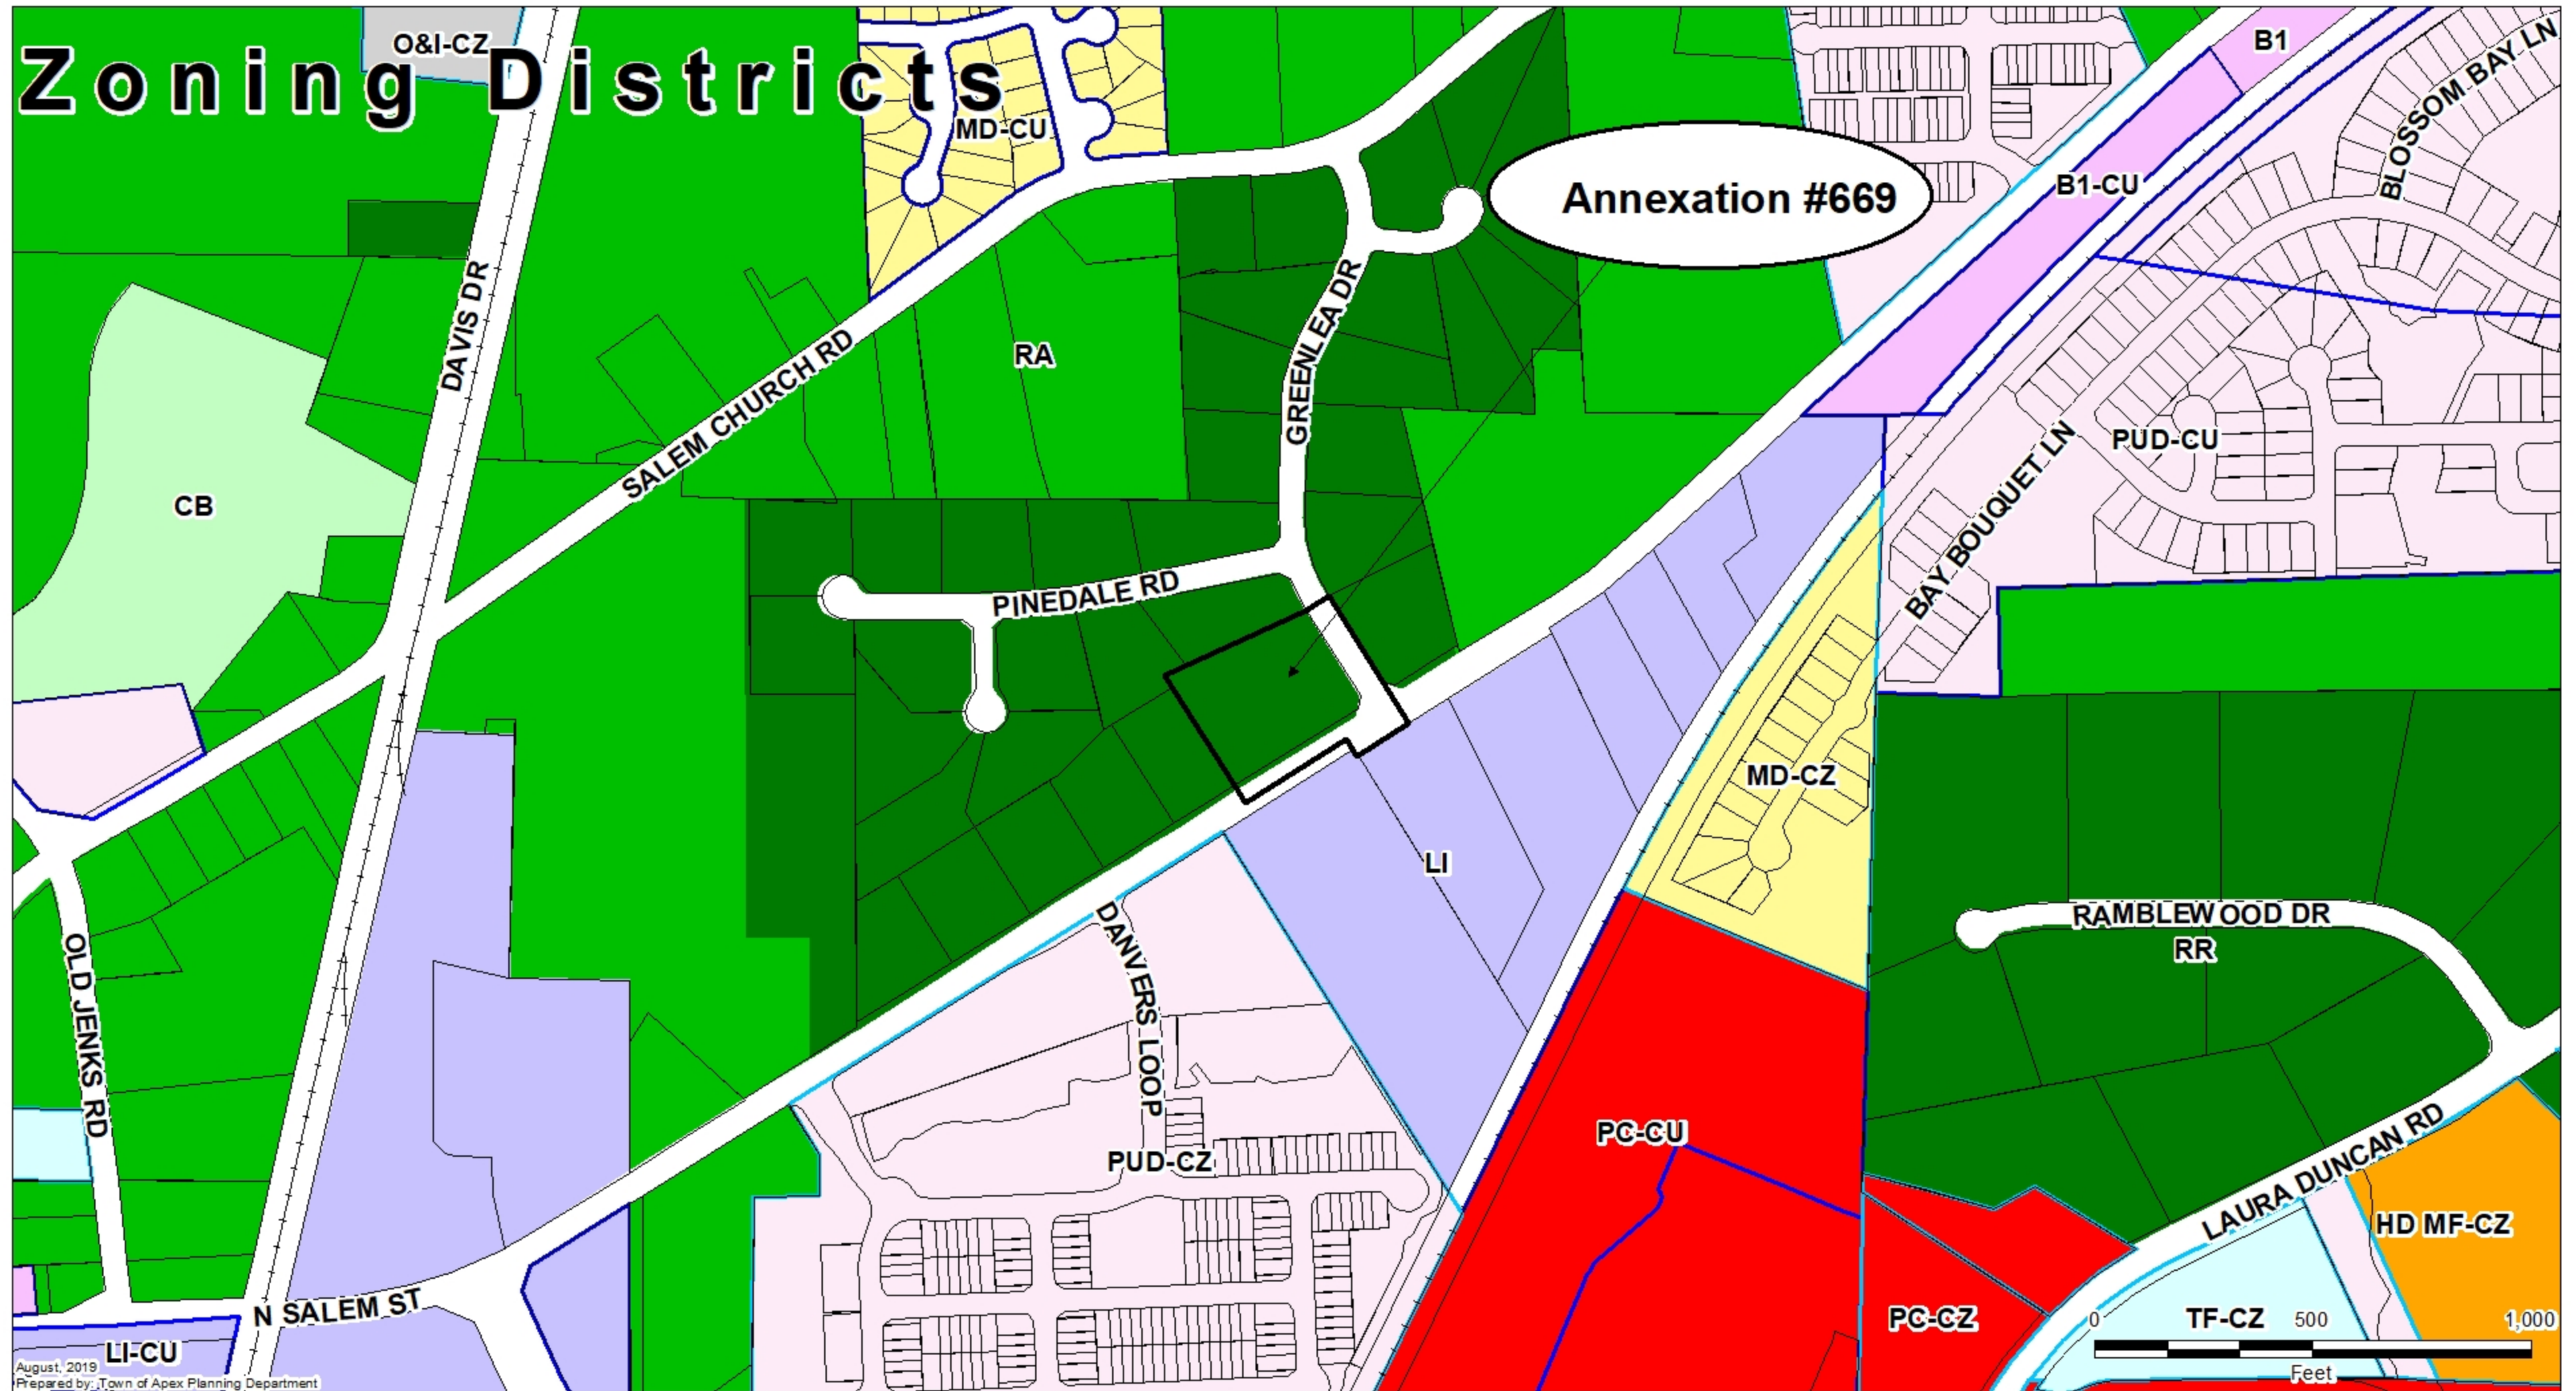 Zoning Districts
O&I-CZ
MD-CU
B1
BLOSSOM BAY LN
Annexation #669
B1-CU
DAVIS DR
SALEM CHURCH RD
RA
GREENLEA DR
CB
PUD-CU
BAY BOUQUET LN
PINEDALE RD
MD-CZ
LI
RAMBLEWOOD DR
RR
OLD JENKS RD
DANVERS LOOP
PUD-CZ
PC-CU
LAURA DUNCAN RD
HD MF-CZ
N SALEM ST
LI-CU
PC-CZ
TF-CZ
0 500 1,000
Feet
August, 2019
Prepared by: Town of Apex Planning Department